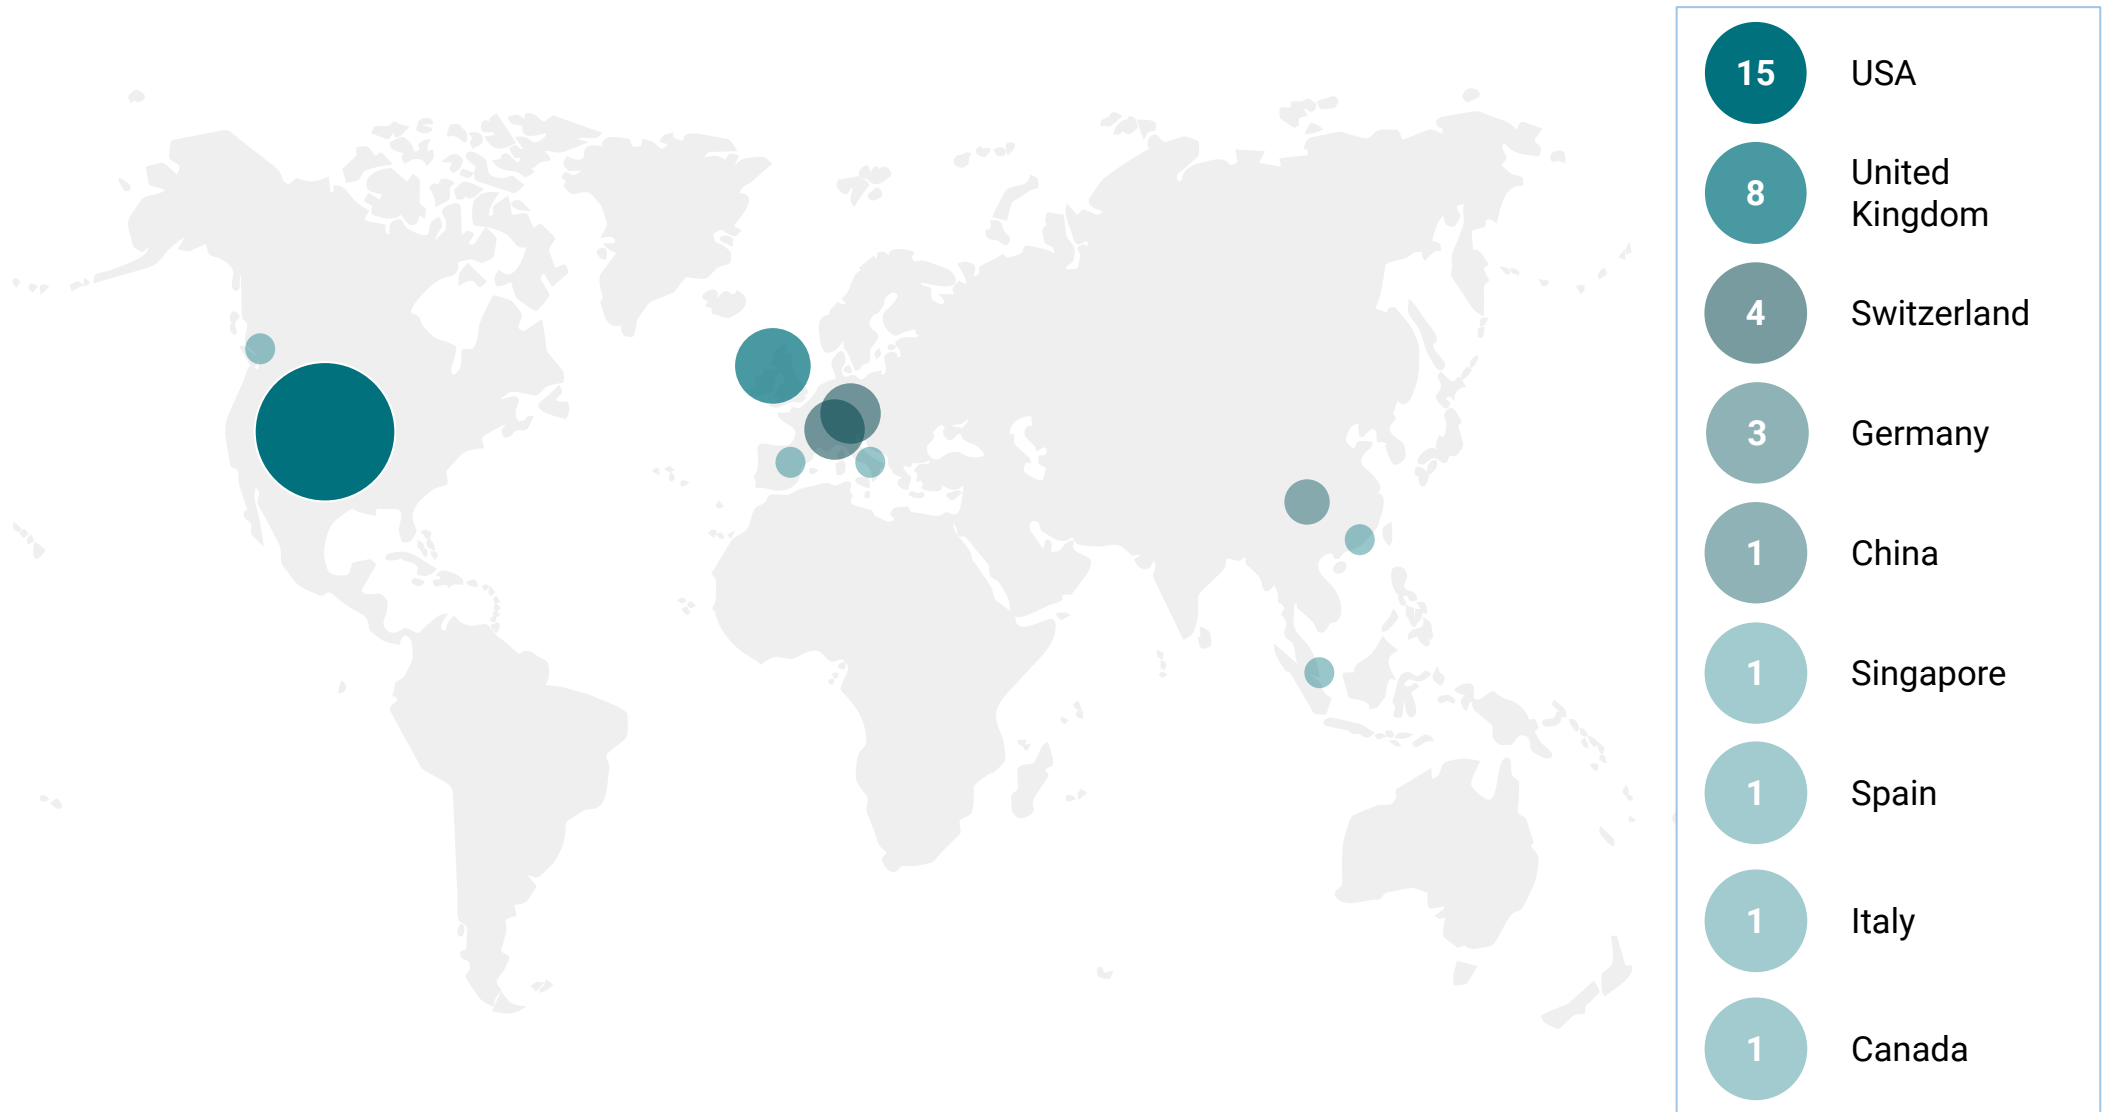 15 USA
8 United
Kingdom
4 Switzerland
3 Germany
1 China
1 Singapore
1 Spain
1 Italy
1 Canada